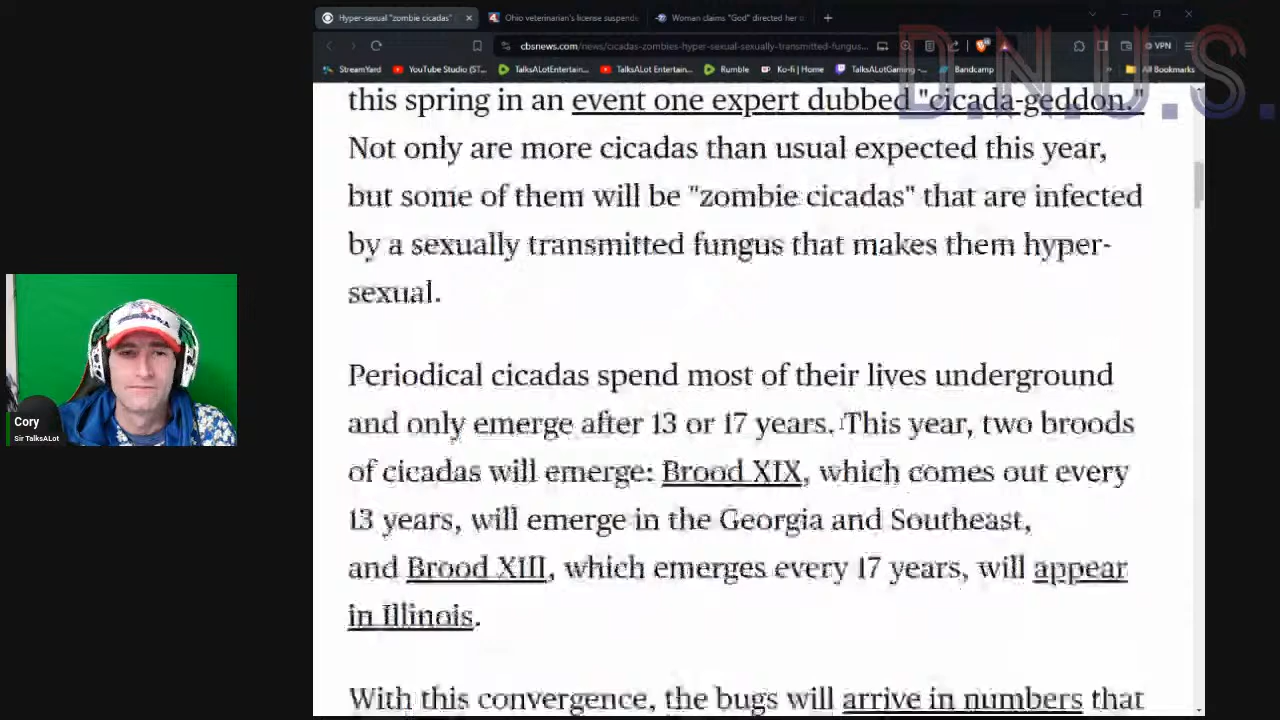 Hyper-sexual "zombie cicadas"
Ohio veterinarian's license suspende
Woman claims "God" directed her t
cbsnews.com/news/cicadas-zombies-hyper-sexual-sexually-transmitted-fungus...
VPN
StreamYard
YouTube Studio (ST...
TalksALotEntertain...
TalksALot Entertain...
Rumble
Ko-fi | Home
TalksALotGaming -...
Bandcamp
»
All Bookmarks
D.N.U.S.
this spring in an event one expert dubbed "cicada-geddon."
Not only are more cicadas than usual expected this year,
but some of them will be "zombie cicadas" that are infected
by a sexually transmitted fungus that makes them hyper-
sexual.
Periodical cicadas spend most of their lives underground
and only emerge after 13 or 17 years. This year, two broods
of cicadas will emerge: Brood XIX, which comes out every
13 years, will emerge in the Georgia and Southeast,
and Brood XIII, which emerges every 17 years, will appear
in Illinois.
With this convergence, the bugs will arrive in numbers that
Cory
Sir TalksALot